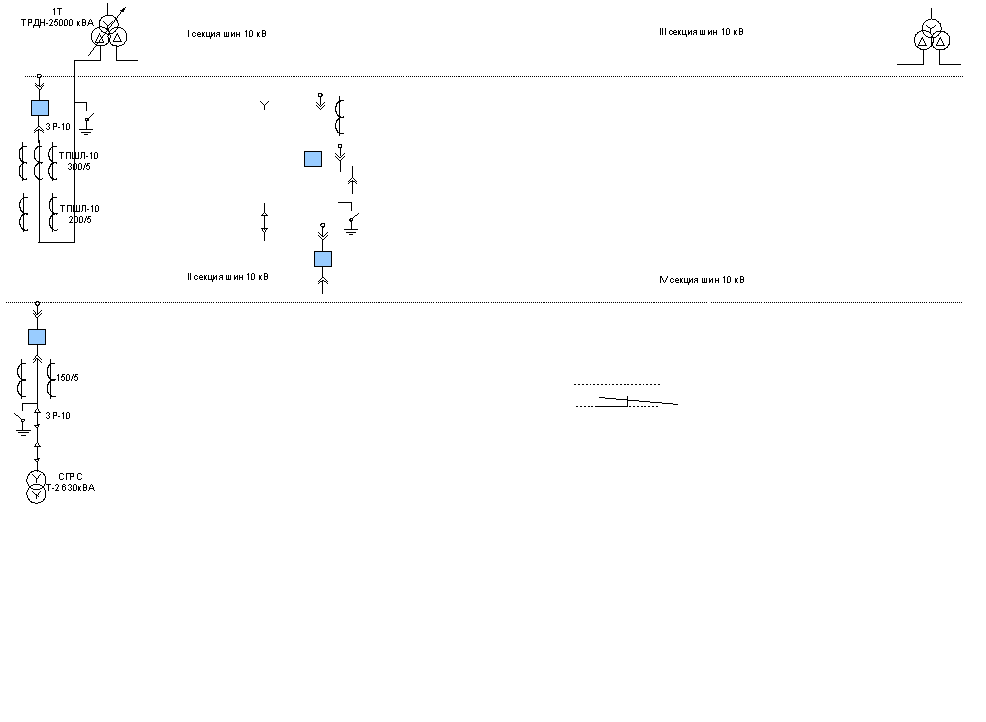 1Т
ТРДН-25000 кВА
I секция шин 10 кВ
III секция шин 10 кВ
ЗР-10
ТПШЛ-10
300/5
ТПШЛ-10
200/5
II секция шин 10 кВ
IV секция шин 10 кВ
150/5
ЗР-10
СГРС
Т-2 630кВА